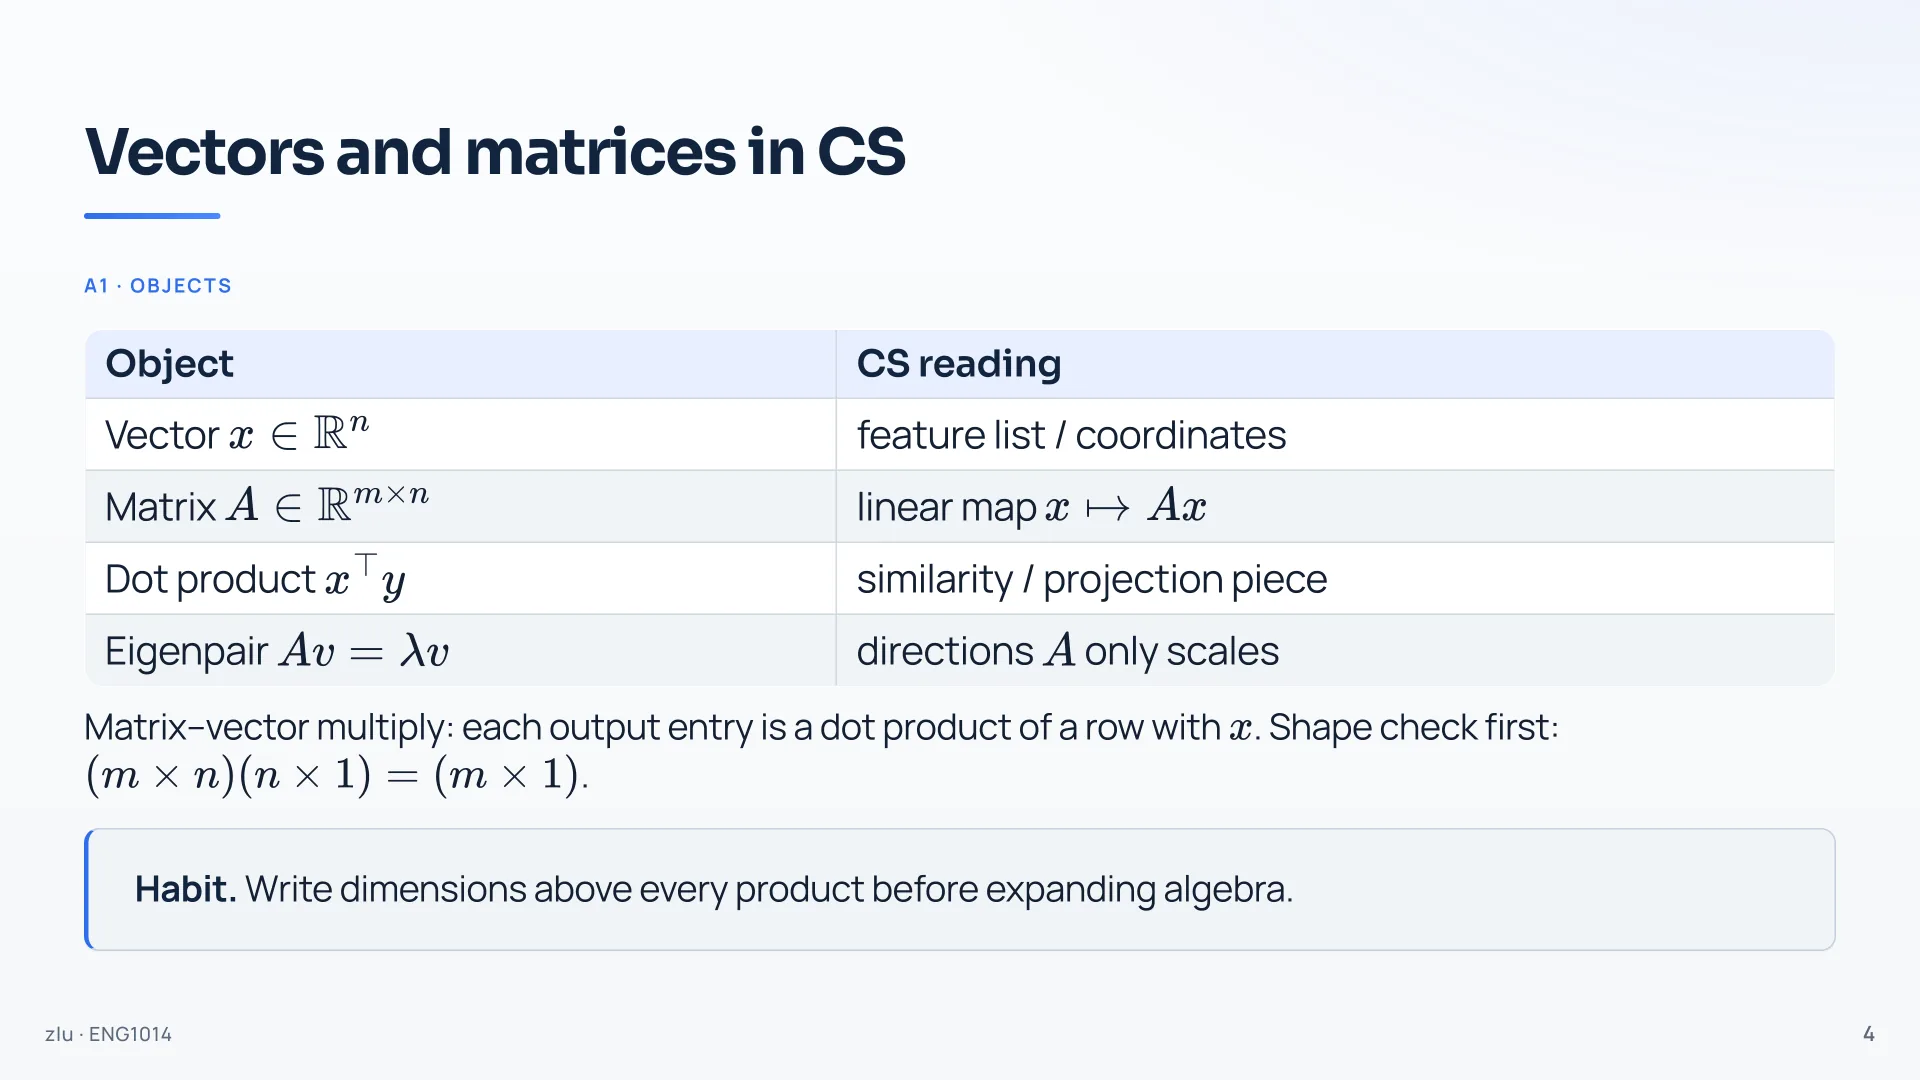 Vectors and matrices in CS
A1 · OBJECTS
Object CS reading
Vector x ∈ ℝⁿ feature list / coordinates
Matrix A ∈ ℝᵐˣⁿ linear map x ↦ Ax
Dot product x⊤y similarity / projection piece
Eigenpair Av = λv directions A only scales
Matrix–vector multiply: each output entry is a dot product of a row with x. Shape check first:
(m × n)(n × 1) = (m × 1).
Habit. Write dimensions above every product before expanding algebra.
zlu · ENG1014
4